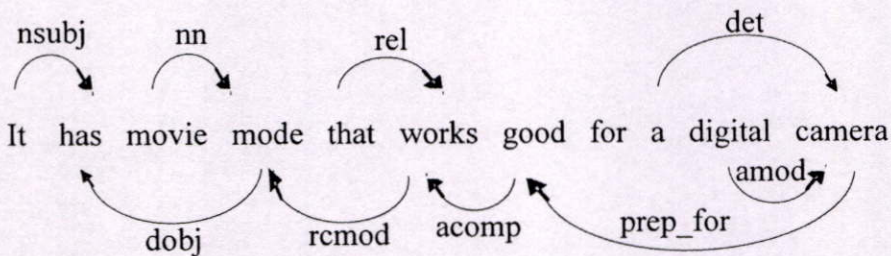 nsubj nn rel det
It has movie mode that works good for a digital camera
amod
dobj rcmod acomp prep_for